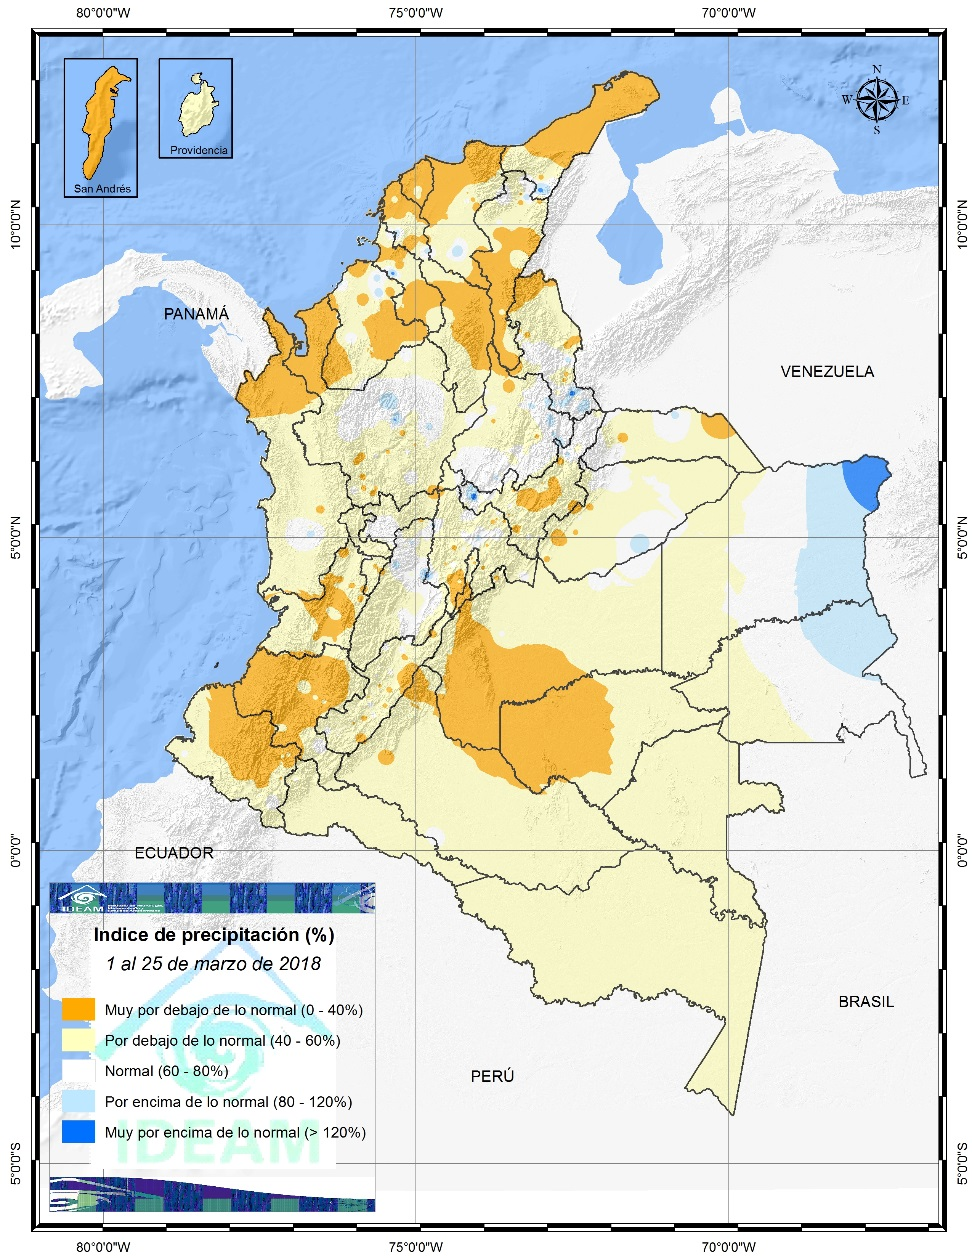 80°0'0"W
75°0'0"W
70°0'0"W
N
W
E
S
San Andrés
Providencia
10°0'0"N
10°0'0"N
PANAMÁ
VENEZUELA
5°0'0"N
5°0'0"N
0°0'0"
0°0'0"
ECUADOR
IDEAM
Indice de precipitación (%)
1 al 25 de marzo de 2018
Muy por debajo de lo normal (0 - 40%)
Por debajo de lo normal (40 - 60%)
Normal (60 - 80%)
Por encima de lo normal (80 - 120%)
Muy por encima de lo normal (> 120%)
IDEAM
BRASIL
PERÚ
5°0'0"S
5°0'0"S
80°0'0"W
75°0'0"W
70°0'0"W